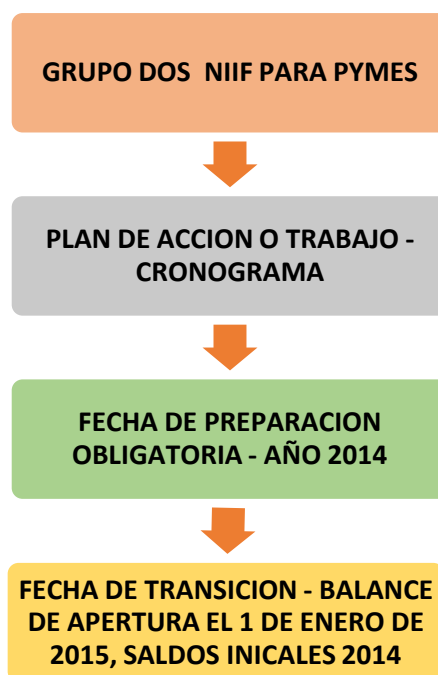 GRUPO DOS NIIF PARA PYMES
PLAN DE ACCION O TRABAJO -
CRONOGRAMA
FECHA DE PREPARACION
OBLIGATORIA - AÑO 2014
FECHA DE TRANSICION - BALANCE
DE APERTURA EL 1 DE ENERO DE
2015, SALDOS INICALES 2014